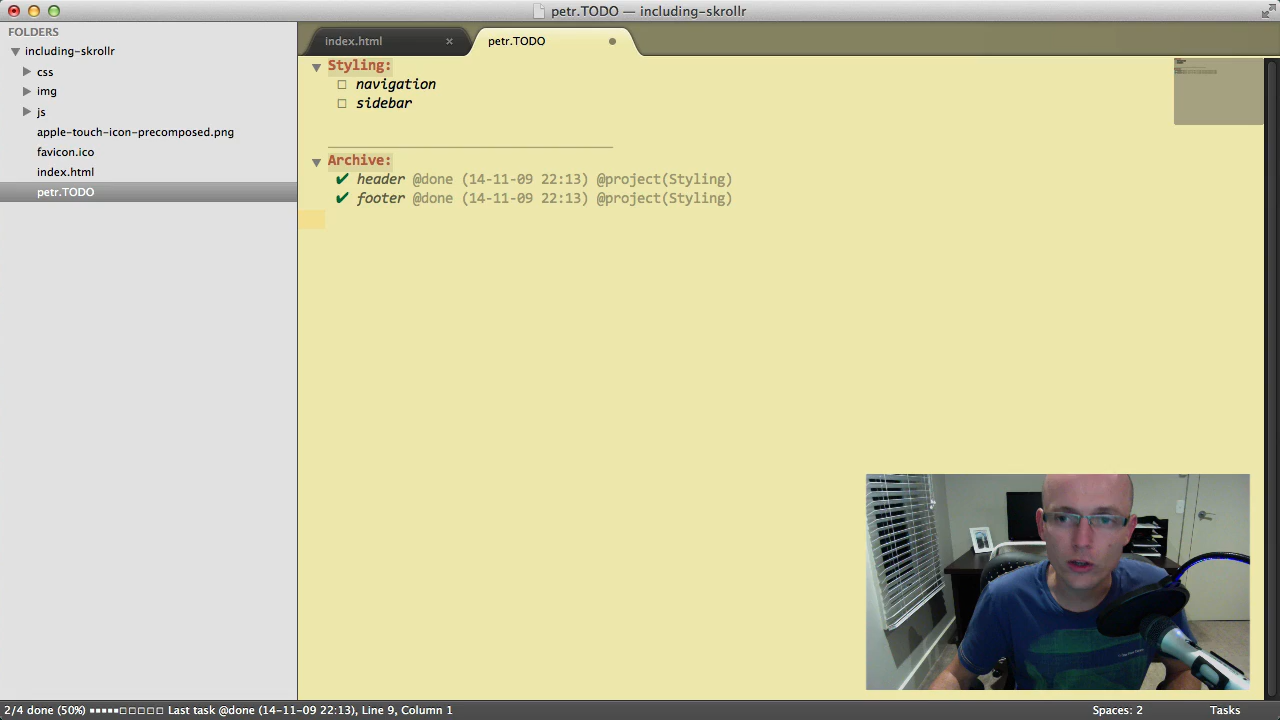 petr.TODO — including-skrollr
FOLDERS
including-skrollr
css
img
js
apple-touch-icon-precomposed.png
favicon.ico
index.html
petr.TODO
index.html ×
petr.TODO
Styling:
☐ navigation
☐ sidebar
Archive:
✔ header @done (14-11-09 22:13) @project(Styling)
✔ footer @done (14-11-09 22:13) @project(Styling)
2/4 done (50%) ■■■■■□□□□□ Last task @done (14-11-09 22:13), Line 9, Column 1
Spaces: 2
Tasks